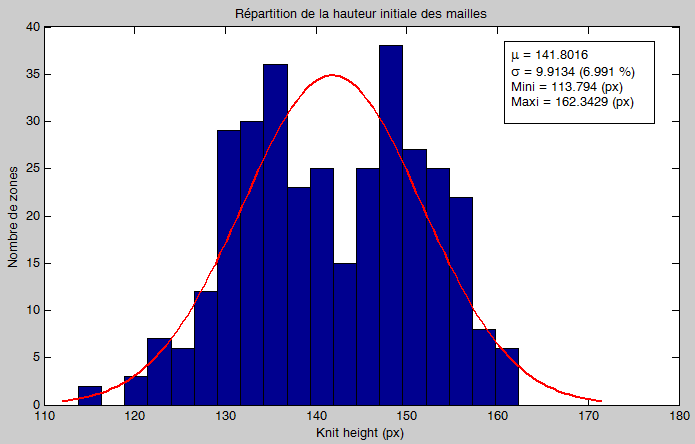 Répartition de la hauteur initiale des mailles
40
35
30
25
20
15
10
5
0
Nombre de zones
μ = 141.8016
σ = 9.9134 (6.991 %)
Mini = 113.794 (px)
Maxi = 162.3429 (px)
110 120 130 140 150 160 170 180
Knit height (px)